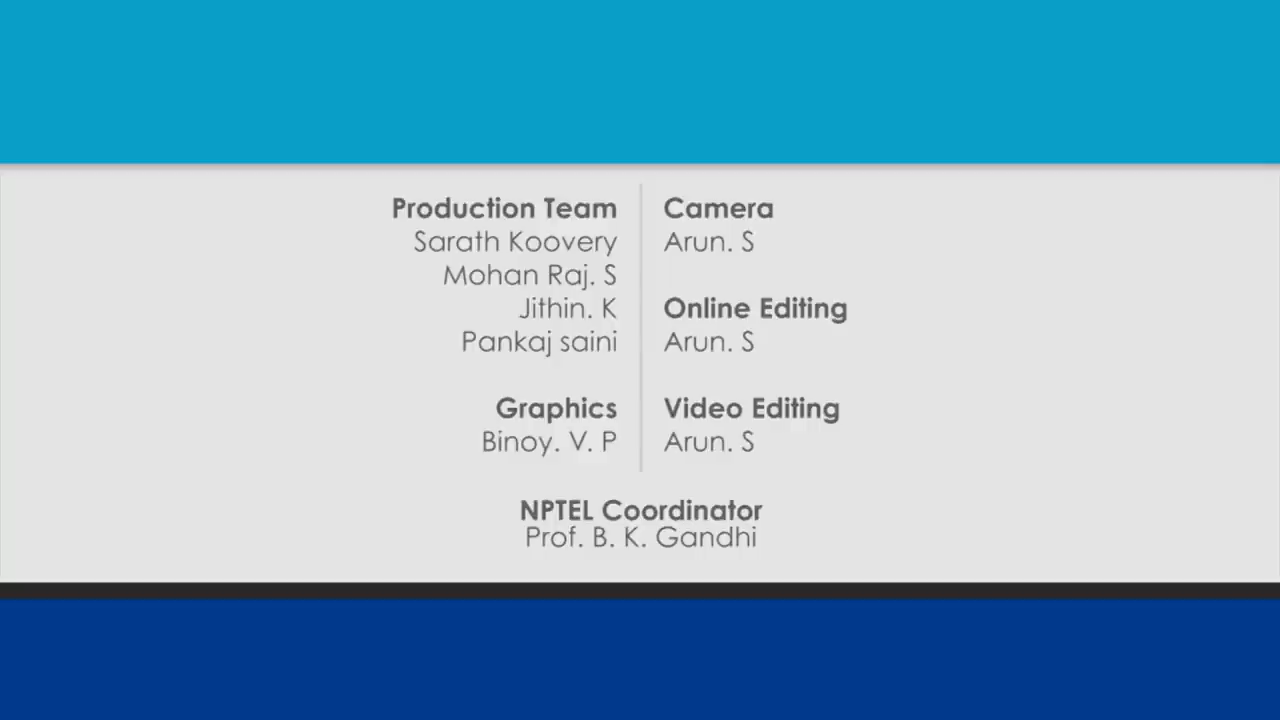 Production Team
Sarath Koovery
Mohan Raj. S
Jithin. K
Pankaj saini
Graphics
Binoy. V. P
Camera
Arun. S
Online Editing
Arun. S
Video Editing
Arun. S
NPTEL Coordinator
Prof. B. K. Gandhi